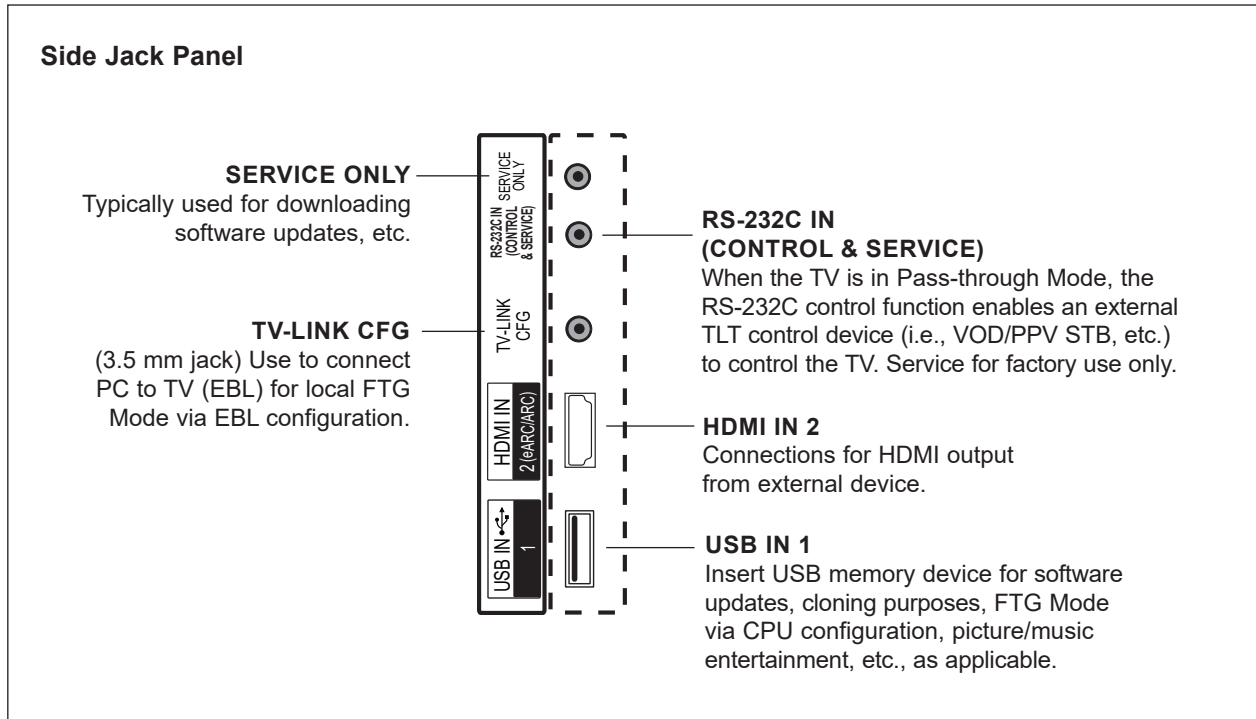 Side Jack Panel
SERVICE ONLY
Typically used for downloading
software updates, etc.
TV-LINK CFG
(3.5 mm jack) Use to connect
PC to TV (EBL) for local FTG
Mode via EBL configuration.
SERVICE
ONLY
RS-232C IN
(CONTROL
& SERVICE)
TV-LINK
CFG
HDMI IN
2 (eARC/ARC)
USB IN
1
RS-232C IN
(CONTROL & SERVICE)
When the TV is in Pass-through Mode, the
RS-232C control function enables an external
TLT control device (i.e., VOD/PPV STB, etc.)
to control the TV. Service for factory use only.
HDMI IN 2
Connections for HDMI output
from external device.
USB IN 1
Insert USB memory device for software
updates, cloning purposes, FTG Mode
via CPU configuration, picture/music
entertainment, etc., as applicable.